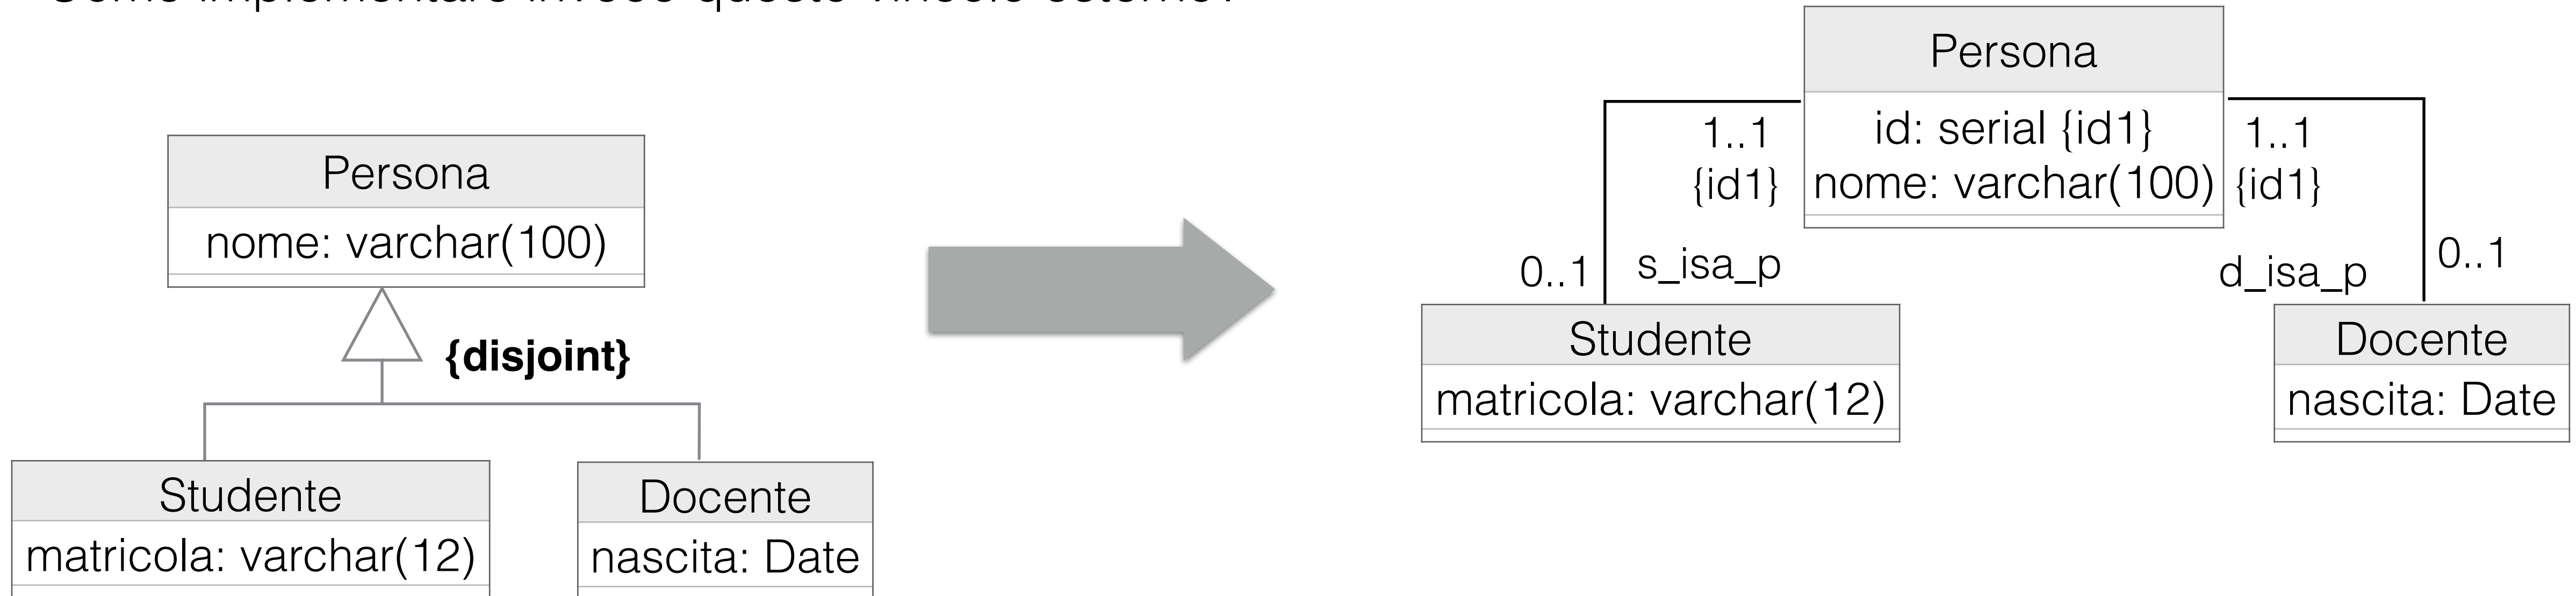 Persona
nome: varchar(100)
{disjoint}
Studente
matricola: varchar(12)
Docente
nascita: Date
Persona
id: serial {id1}
nome: varchar(100)
1..1
{id1}
1..1
{id1}
0..1
s_isa_p
d_isa_p
0..1
Studente
matricola: varchar(12)
Docente
nascita: Date